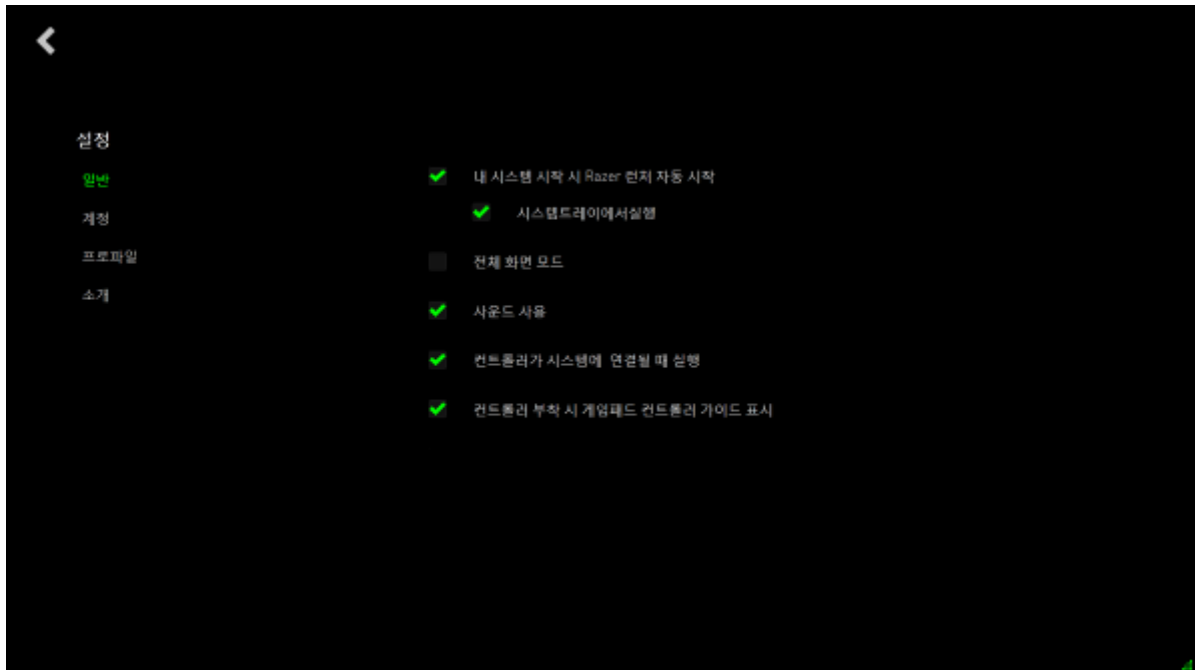 설정
일반
계정
프로파일
소개
내 시스템 시작 시 Razer 런처 자동 시작
시스템트레이에서실행
전체 화면 모드
사운드 사용
컨트롤러가 시스템에 연결될 때 실행
컨트롤러 부착 시 게임패드 컨트롤러 가이드 표시